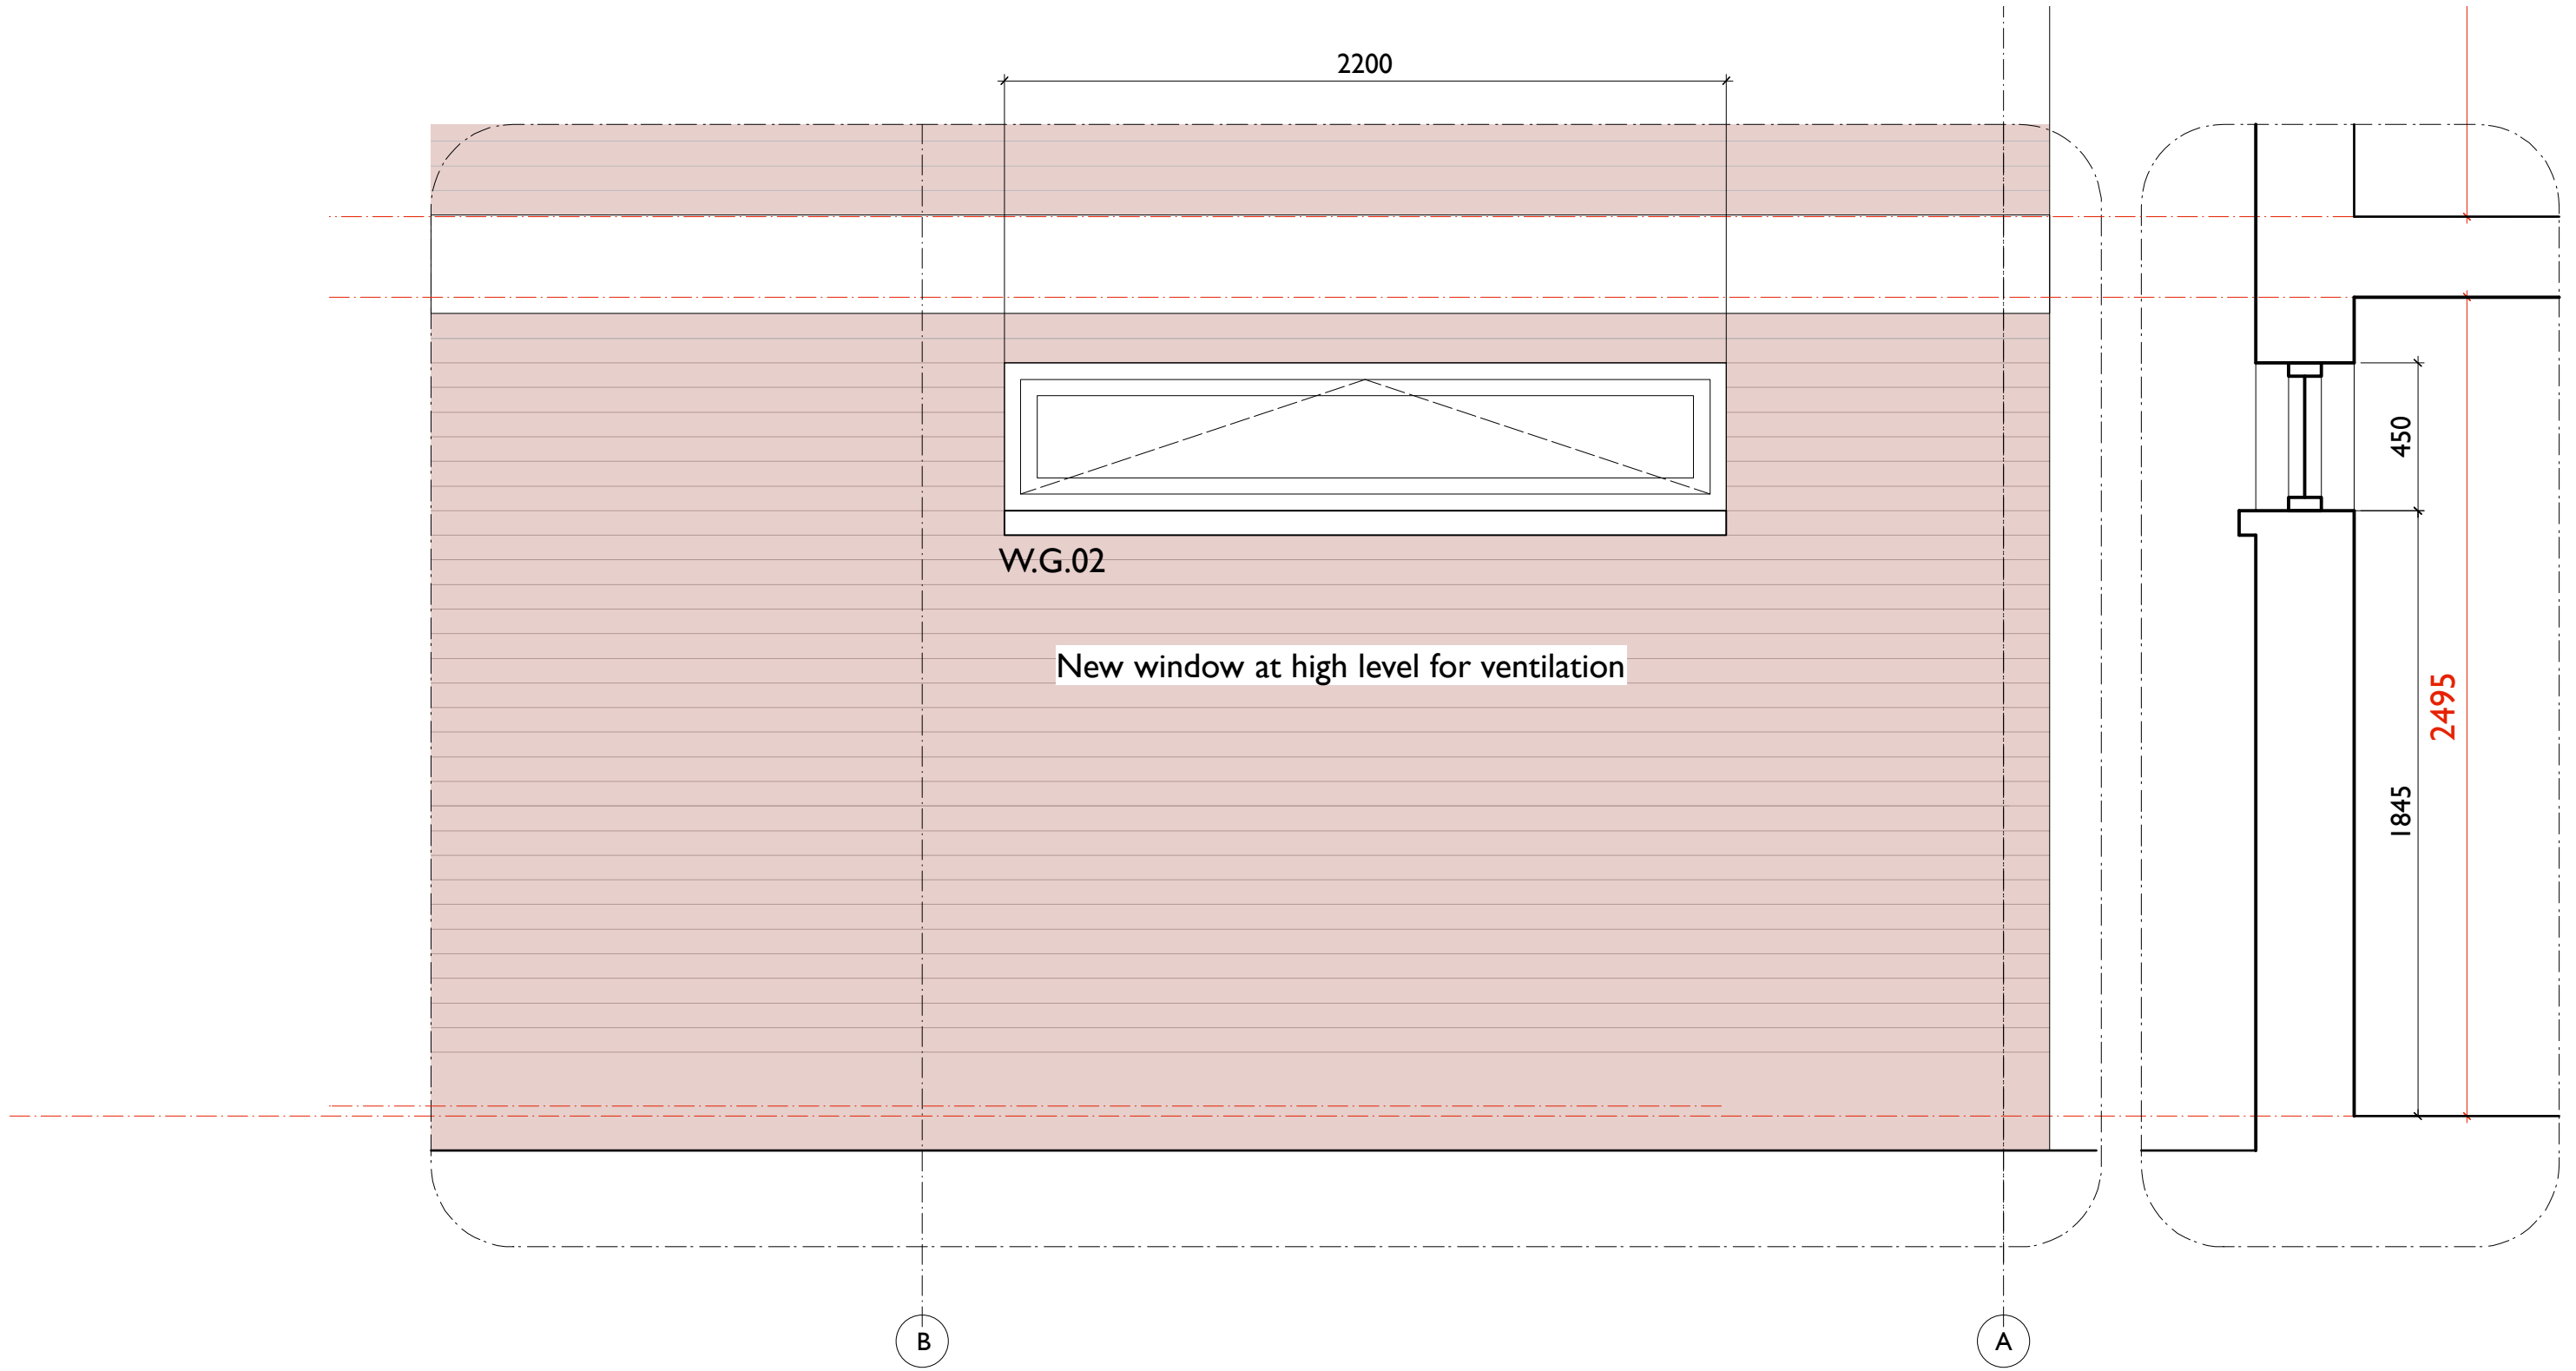 2200
W.G.02
New window at high level for ventilation
450
2495
1845
B
A